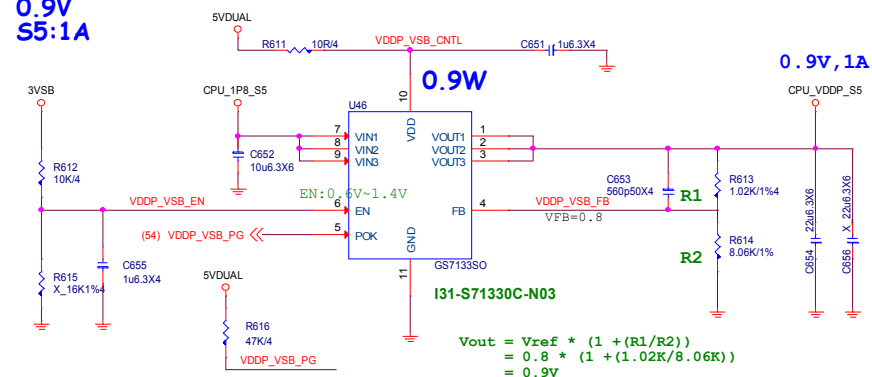 0.9V
S5:1A
5VDUAL
R611
10R/4
VDDP_VSB_CNTL
C651
1u6.3X4
0.9V,1A
3VSB
CPU_1P8_S5
0.9W
CPU_VDDP_S5
U46
10
VDD
7
VIN1
8
VIN2
9
VIN3
VOUT1
1
VOUT2
2
VOUT3
3
C652
10u6.3X6
R612
10K/4
EN:0.6V~1.4V
VDDP_VSB_EN
6
EN
FB
4
VDDP_VSB_FB
VFB=0.8
C653
560p50X4
R1
R613
1.02K/1%4
(54) VDDP_VSB_PG
5
POK
GND
11
GS7133SO
R2
R614
8.06K/1%
C654
22u6.3X6
C656
X_22u6.3X6
R615
X_16K1%4
C655
1u6.3X4
5VDUAL
I31-S71330C-N03
R616
47K/4
VDDP_VSB_PG
Vout = Vref * (1 +(R1/R2))
= 0.8 * (1 +(1.02K/8.06K))
= 0.9V